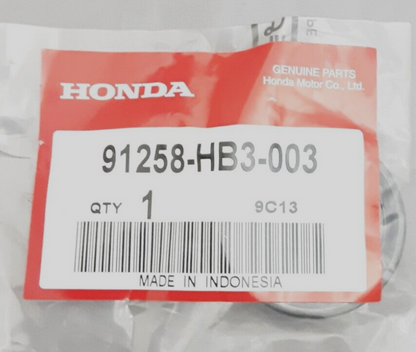 HONDA
GENUINE PARTS
Honda Motor Co., Ltd.
91258-HB3-003
QTY 1 9C13
MADE IN INDONESIA